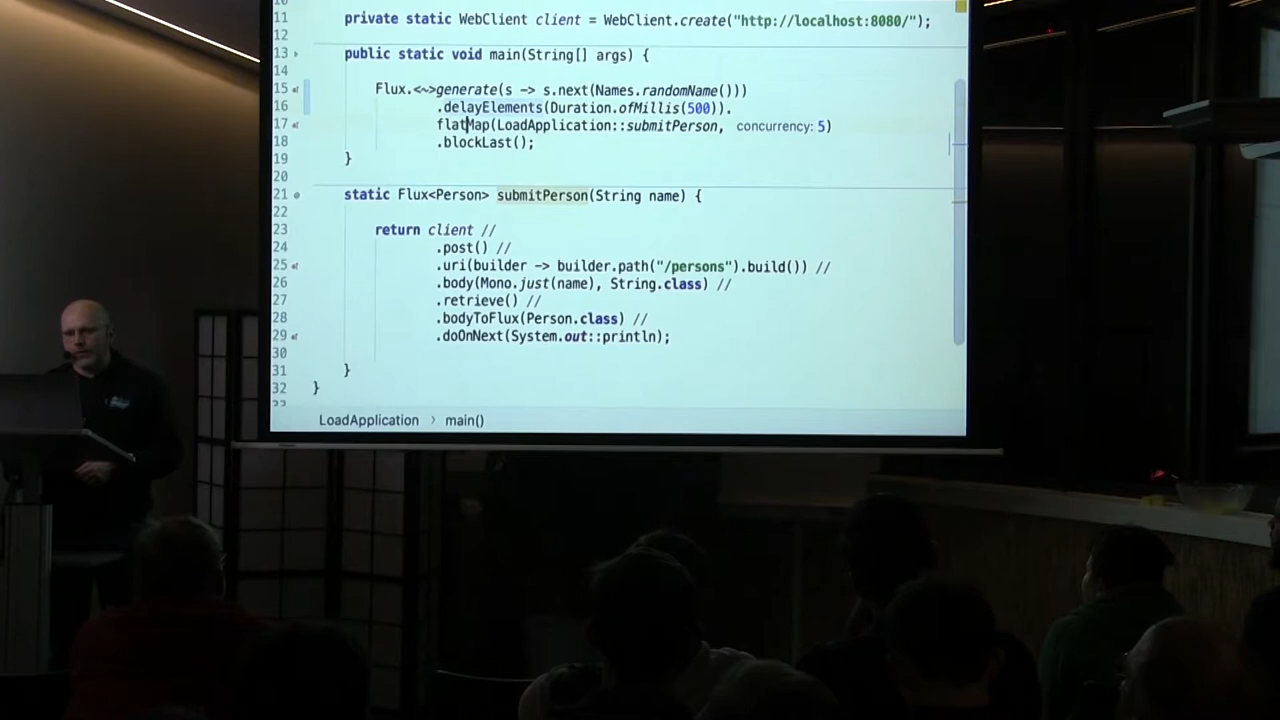 11 private static WebClient client = WebClient.create("http://localhost:8080/");
12
13 public static void main(String[] args) {
14
15 Flux.<~>generate(s -> s.next(Names.randomName()))
16 .delayElements(Duration.ofMillis(500)).
17 flatMap(LoadApplication::submitPerson, concurrency: 5)
18 .blockLast();
19 }
20
21 static Flux<Person> submitPerson(String name) {
22
23 return client //
24 .post() //
25 .uri(builder -> builder.path("/persons").build()) //
26 .body(Mono.just(name), String.class) //
27 .retrieve() //
28 .bodyToFlux(Person.class) //
29 .doOnNext(System.out::println);
30
31 }
32 }
LoadApplication > main()